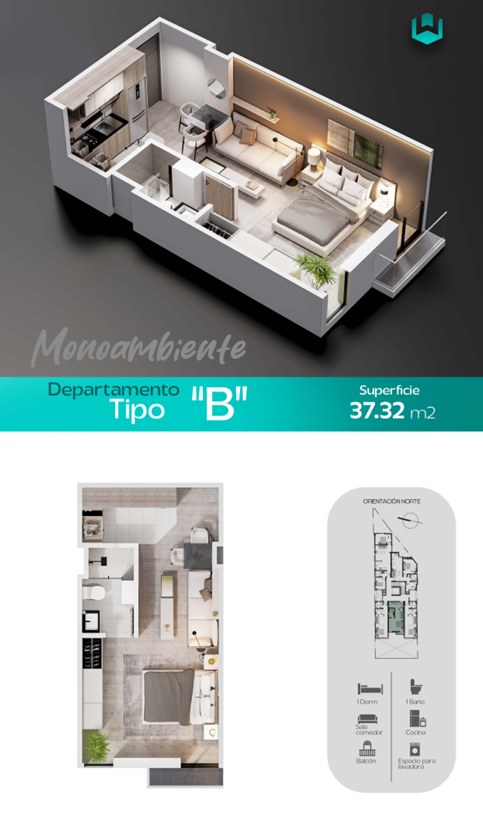 Monoambiente
Departamento
Tipo "B"
Superficie
37.32 m2
ORIENTACIÓN NORTE
1 Dorm
1 Baño
Sala
comedor
Cocina
Balcón
Espacio para
lavadora